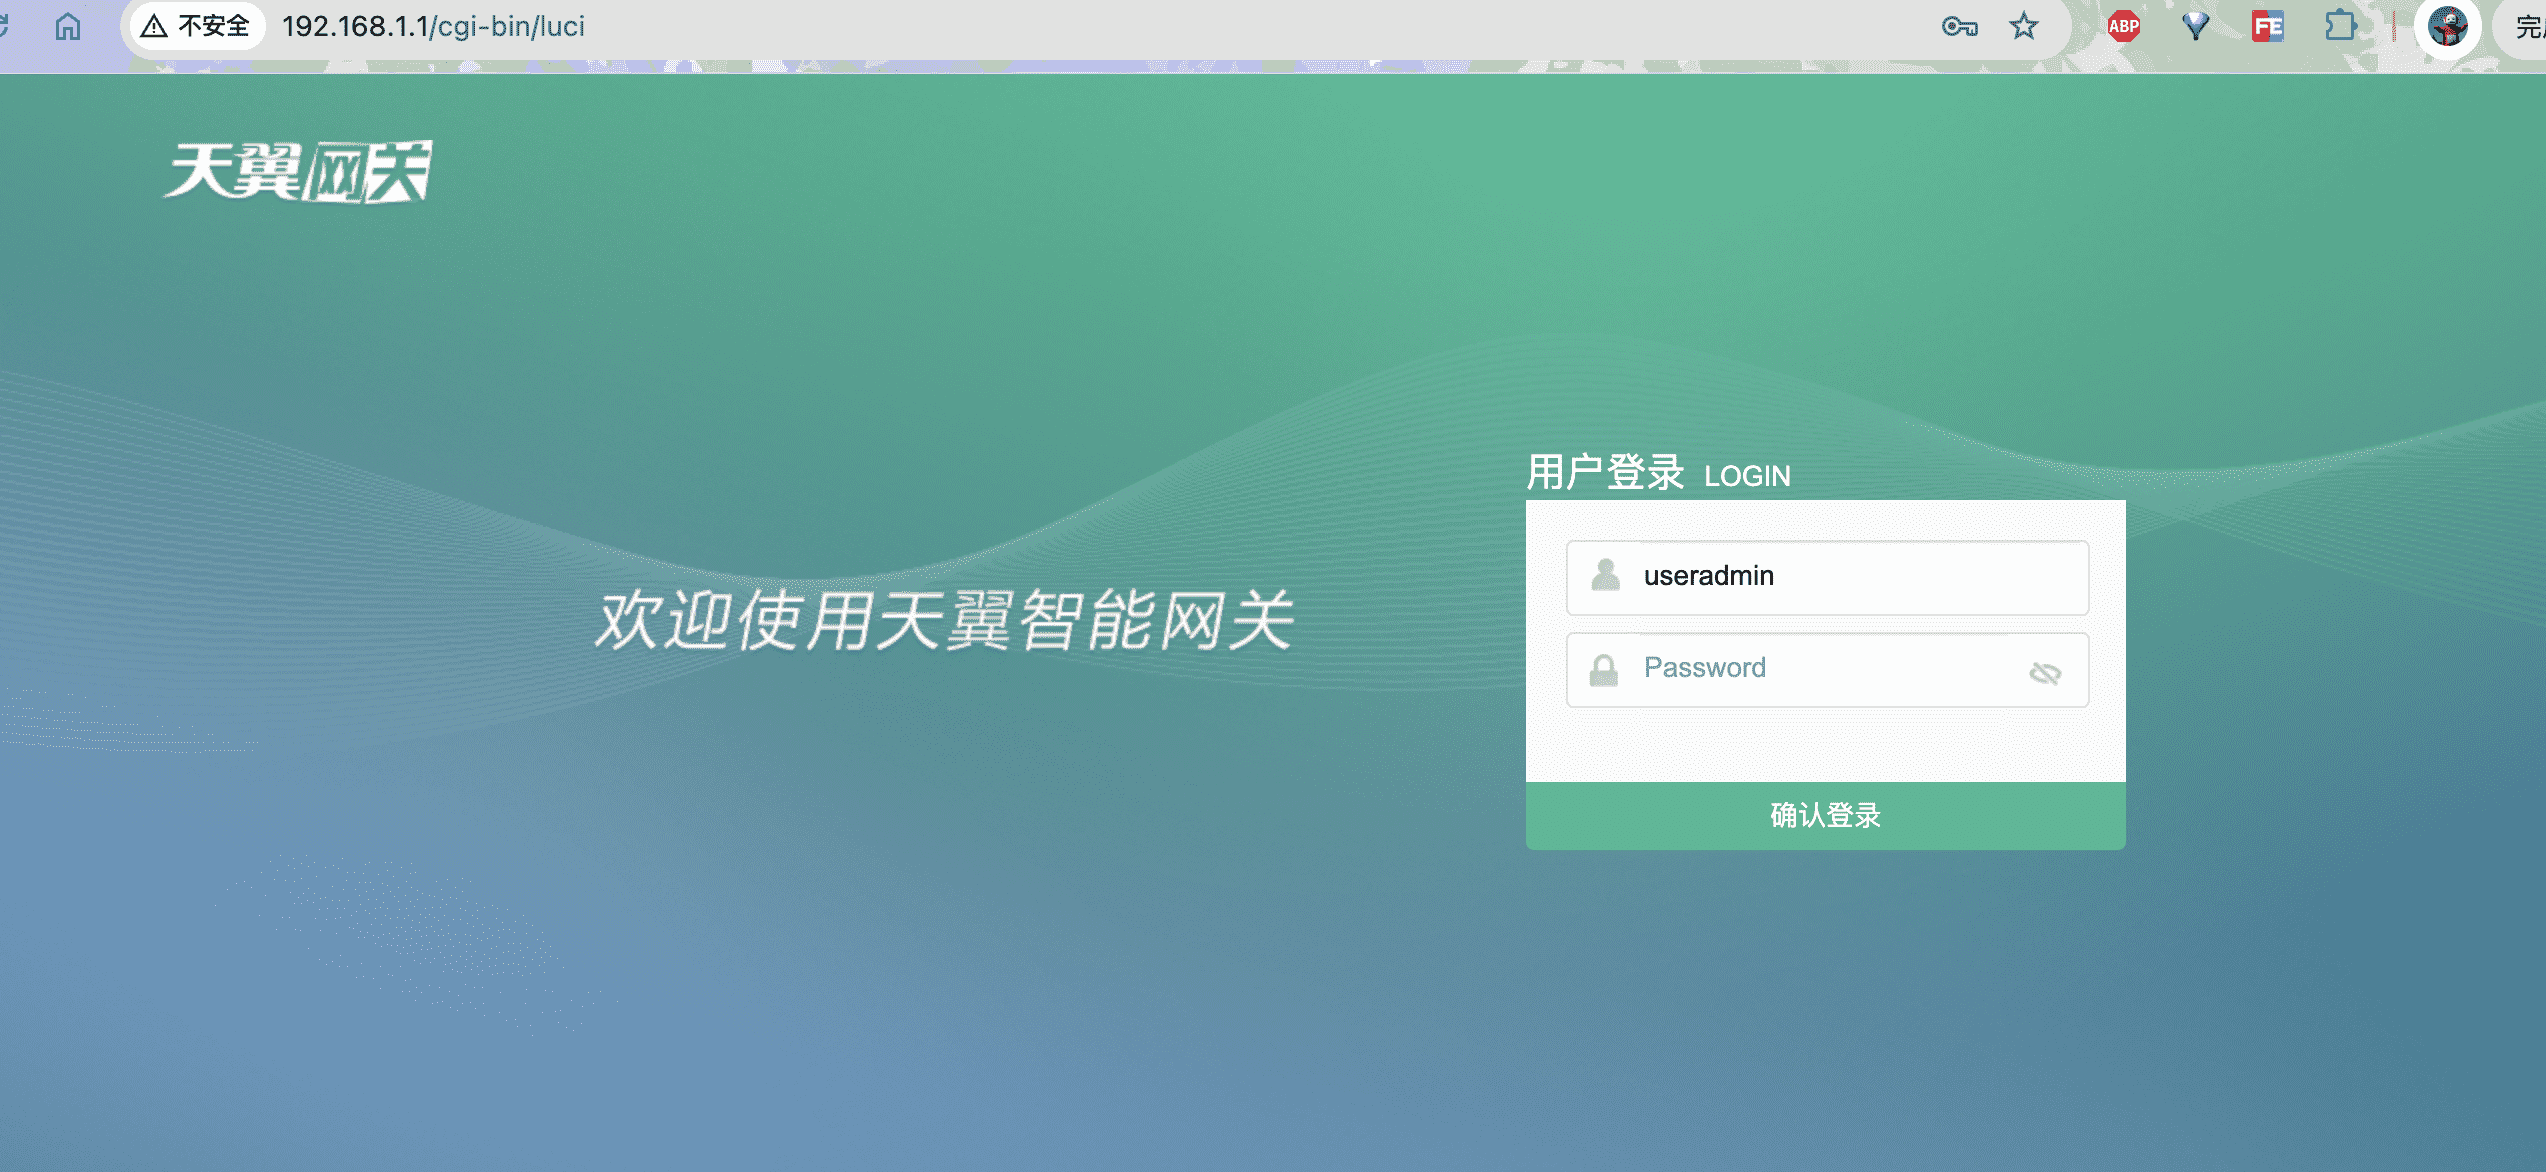 不安全 192.168.1.1/cgi-bin/luci ABP FE
天翼网关
用户登录 LOGIN
useradmin
欢迎使用天翼智能网关
Password
确认登录